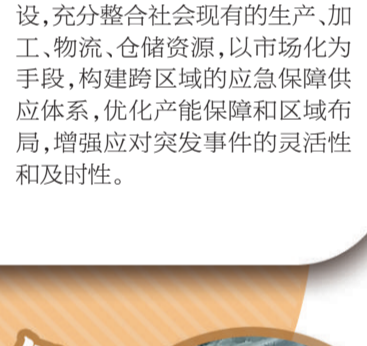 设,充分整合社会现有的生产、加
工、物流、仓储资源,以市场化为
手段,构建跨区域的应急保障供
应体系,优化产能保障和区域布
局,增强应对突发事件的灵活性
和及时性。